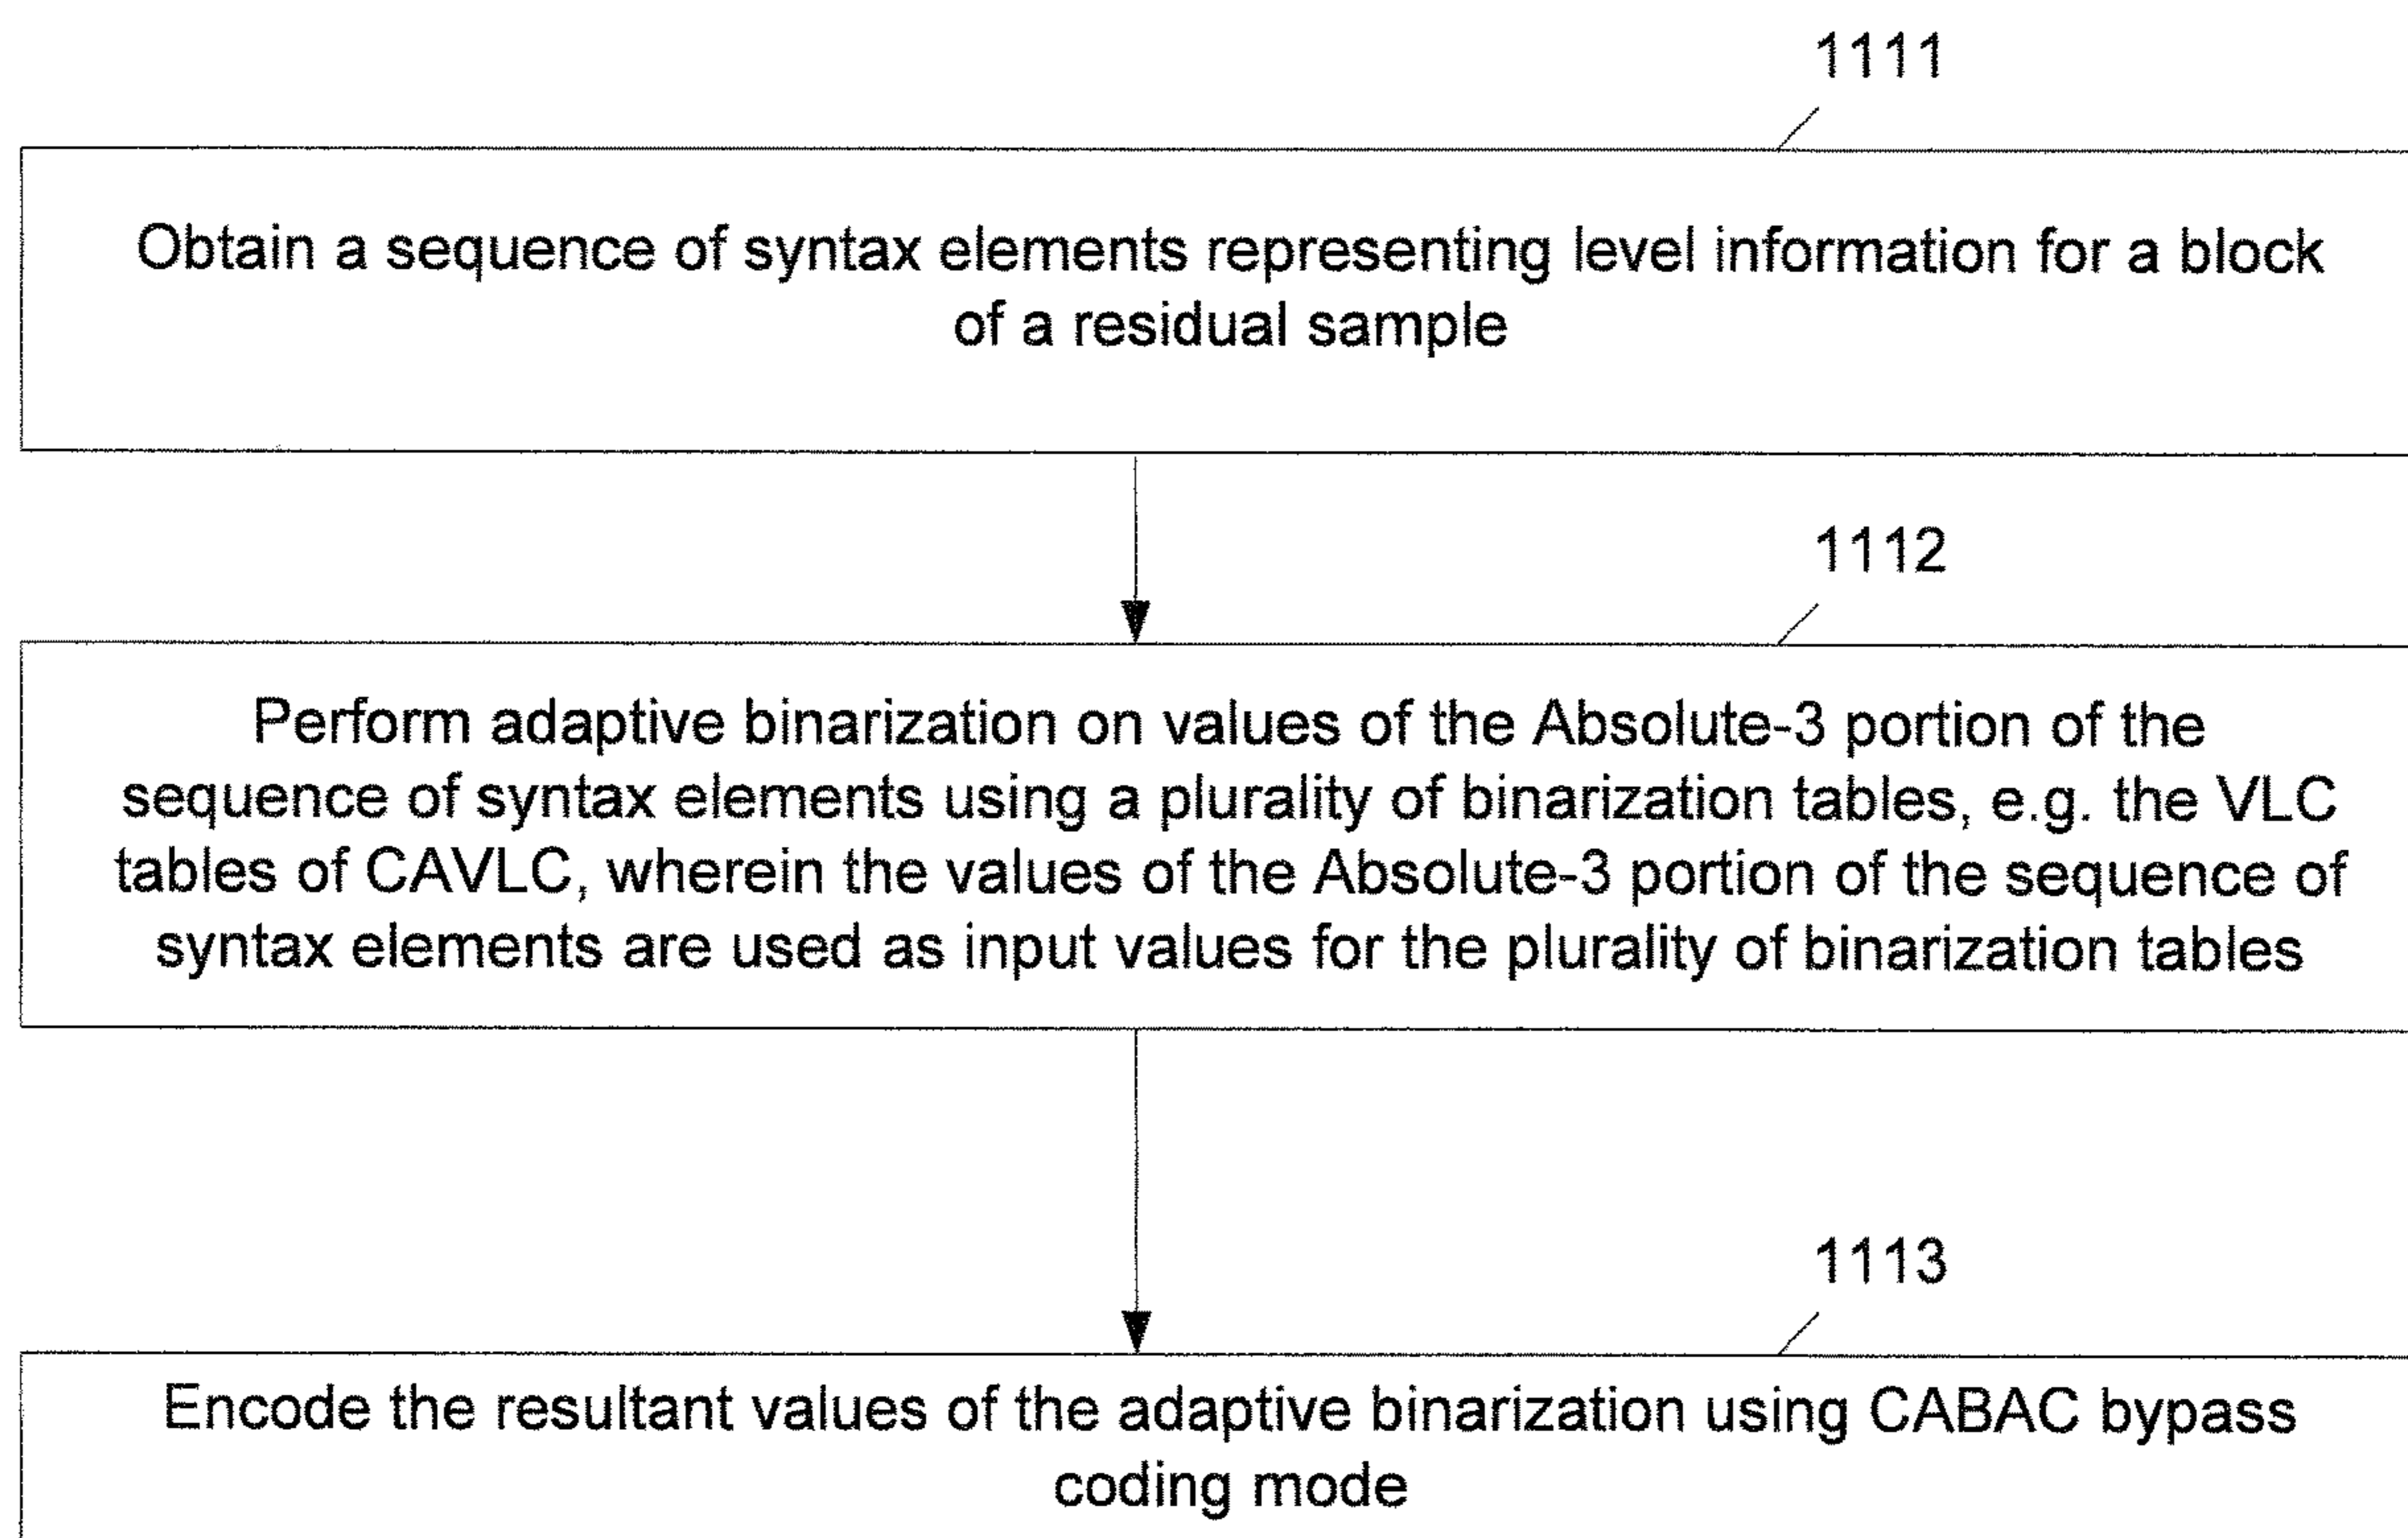 1111
Obtain a sequence of syntax elements representing level information for a block
of a residual sample
1112
Perform adaptive binarization on values of the Absolute-3 portion of the
sequence of syntax elements using a plurality of binarization tables, e.g. the VLC
tables of CAVLC, wherein the values of the Absolute-3 portion of the sequence of
syntax elements are used as input values for the plurality of binarization tables
1113
Encode the resultant values of the adaptive binarization using CABAC bypass
coding mode